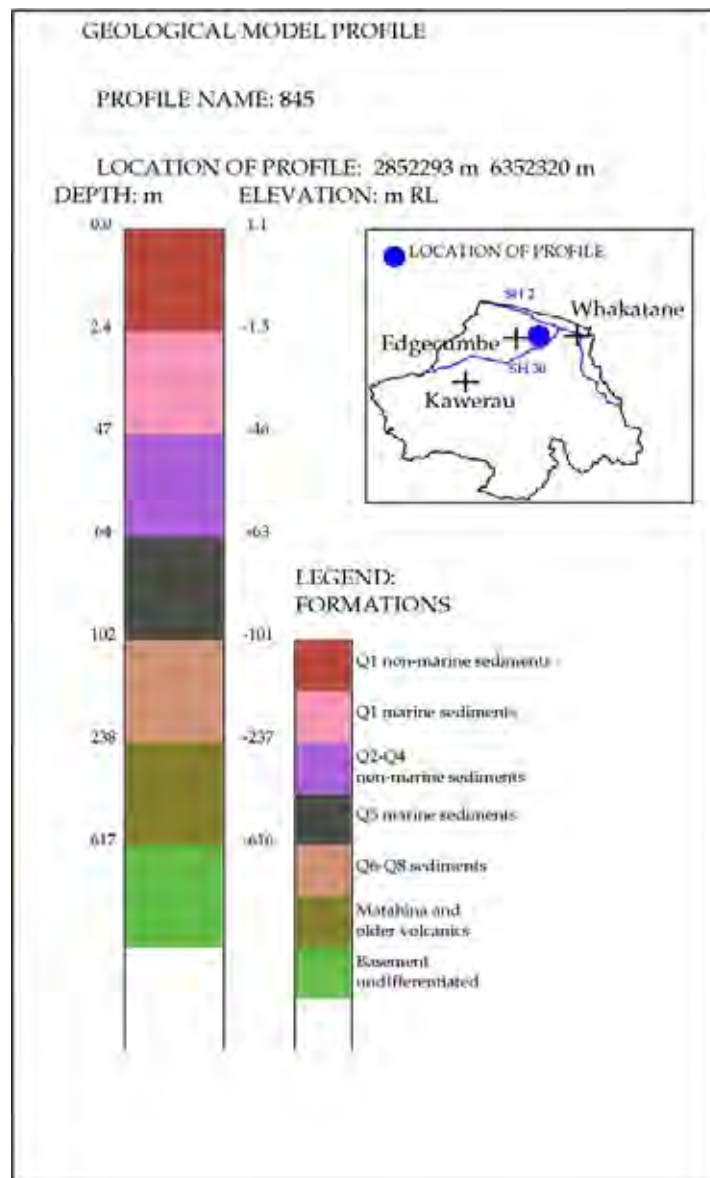 GEOLOGICAL MODEL PROFILE
PROFILE NAME: 845
LOCATION OF PROFILE: 2852293 m 6352320 m
DEPTH: m ELEVATION: m RL
0.0 1.1
LOCATION OF PROFILE
SH 2
Whakatane
2.4 -1.3
Edgecumbe
SH 30
Kawerau
47 -46
64 -63
LEGEND:
FORMATIONS
102 -101
Q1 non-marine sediments
Q1 marine sediments
238 -237
Q2-Q4
non-marine sediments
Q5 marine sediments
617 -616
Q6-Q8 sediments
Matahina and
older volcanics
Basement
undifferentiated